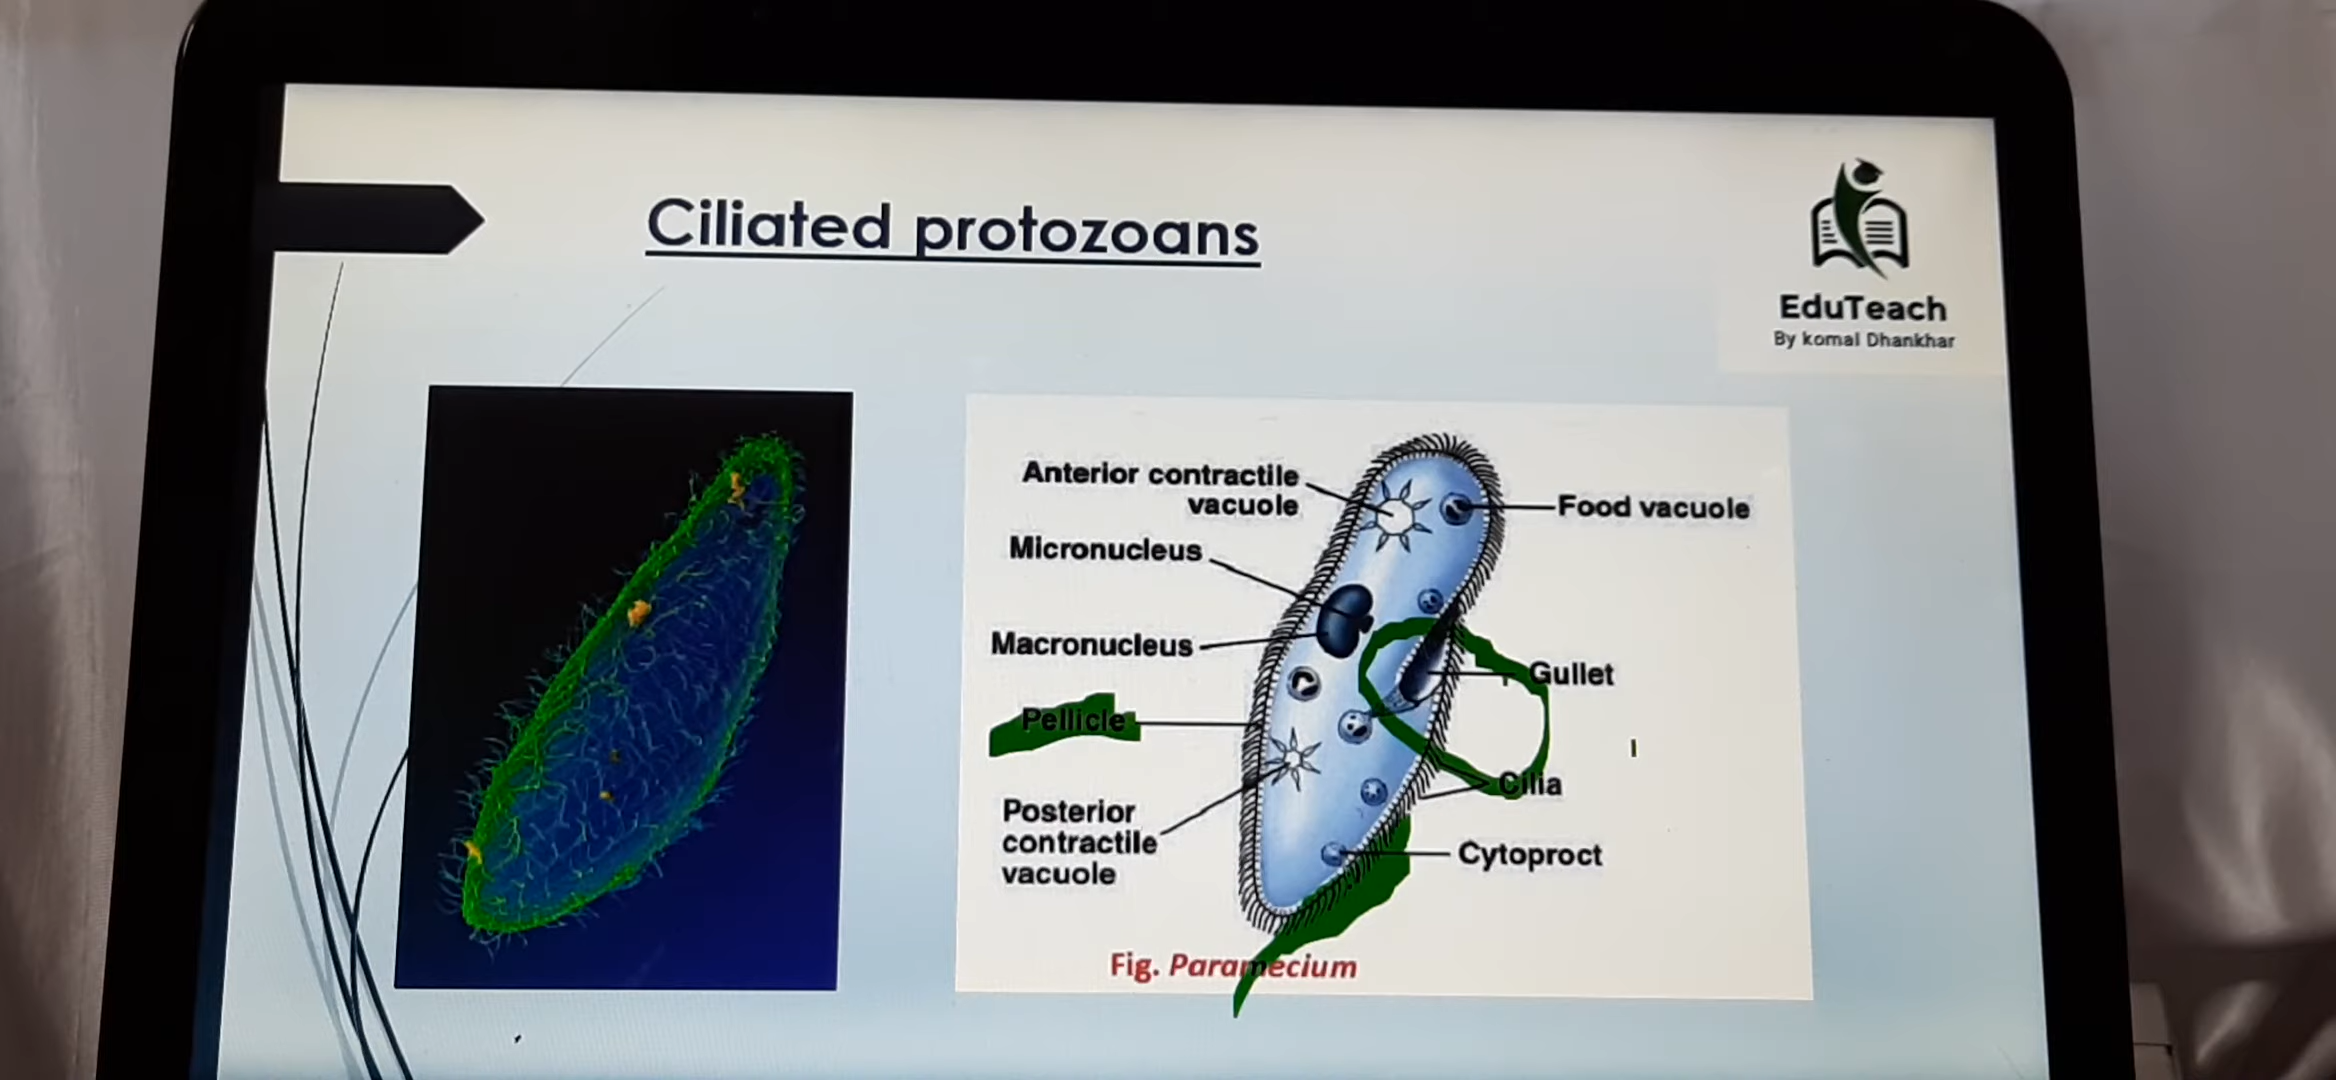 Ciliated protozoans
EduTeach
By komal Dhankhar
Anterior contractile
vacuole
Food vacuole
Micronucleus
Macronucleus
Gullet
Pellicle
Cilia
Posterior
contractile
vacuole
Cytoproct
Fig. Paramecium